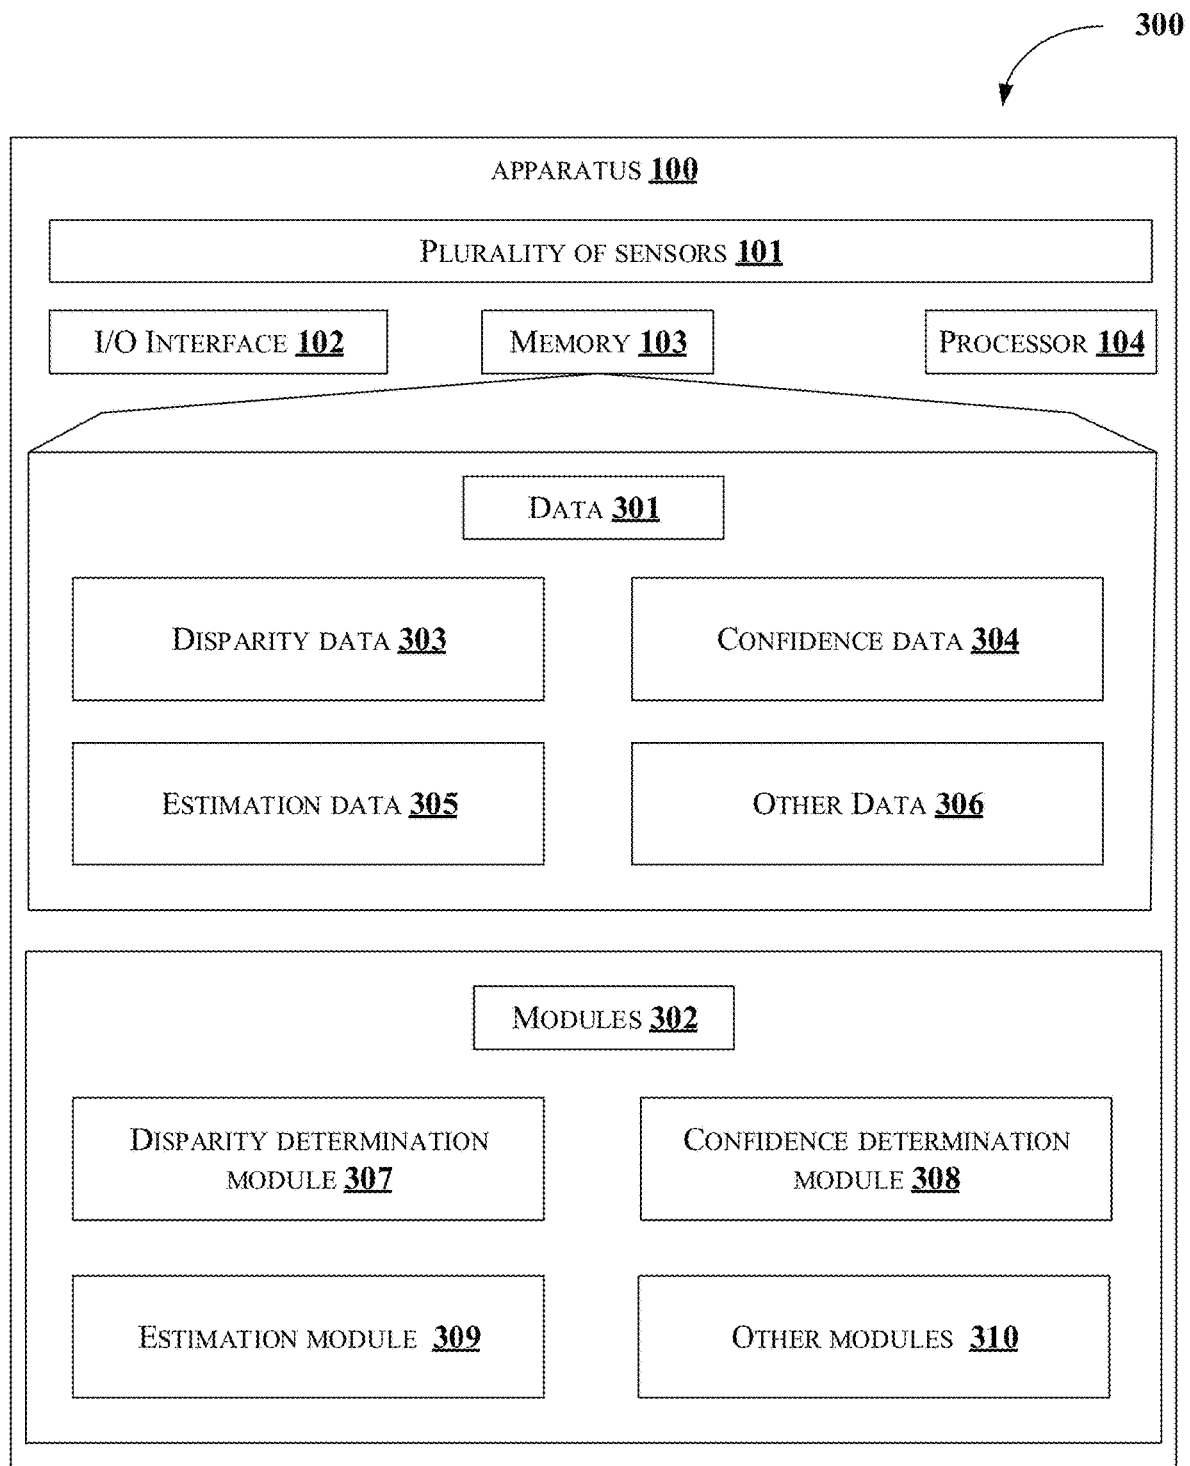 300
APPARATUS 100
PLURALITY OF SENSORS 101
I/O INTERFACE 102
MEMORY 103
PROCESSOR 104
DATA 301
DISPARITY DATA 303
CONFIDENCE DATA 304
ESTIMATION DATA 305
OTHER DATA 306
MODULES 302
DISPARITY DETERMINATION
MODULE 307
CONFIDENCE DETERMINATION
MODULE 308
ESTIMATION MODULE 309
OTHER MODULES 310